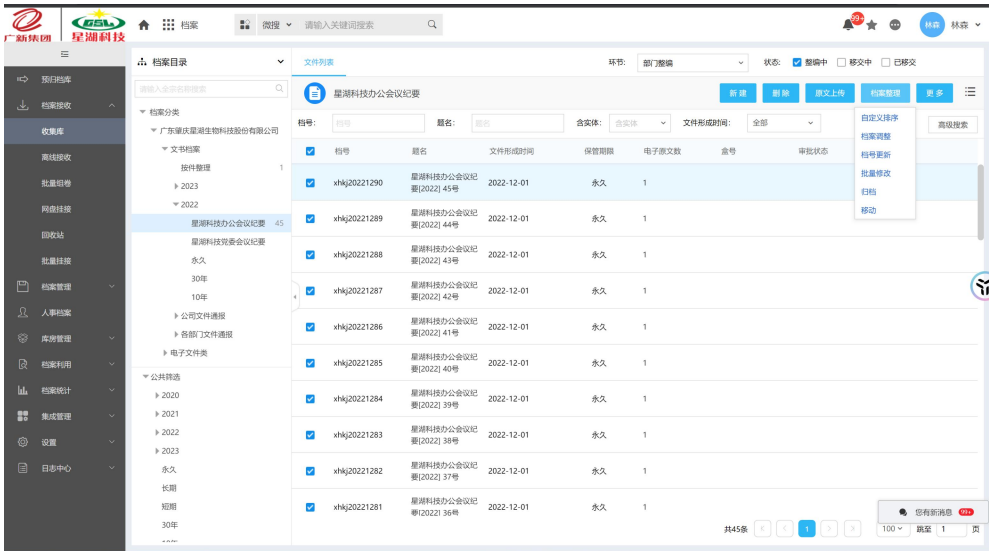 广新集团
GSL
星湖科技
档案
微搜
请输入关键词搜索
99+
林森
林森
预归档库
档案接收
收集库
离线接收
批量组卷
网盘挂接
回收站
批量挂接
档案管理
人事档案
库房管理
档案利用
档案统计
集成管理
设置
日志中心
档案目录
请输入全宗名称搜索
档案分类
广东肇庆星湖生物科技股份有限公司
文书档案
按件整理 1
2023
2022
星湖科技办公会议纪要 45
星湖科技党委会议纪要
永久
30年
10年
公司文件通报
各部门文件通报
电子文件类
公共筛选
2020
2021
2022
2023
永久
长期
短期
30年
文件列表
环节: 部门整编 状态: 整编中 移交中 已移交
星湖科技办公会议纪要
新建 删除 原文上传 档案整理 更多
档号: 档号 题名: 题名 含实体: 含实体 文件形成时间: 全部 高级搜索
自定义排序
档案调整
档号更新
批量修改
归档
移动
档号 题名 文件形成时间 保管期限 电子原文数 盒号 审批状态
xhkj20221290 星湖科技办公会议纪要[2022] 45号 2022-12-01 永久 1
xhkj20221289 星湖科技办公会议纪要[2022] 44号 2022-12-01 永久 1
xhkj20221288 星湖科技办公会议纪要[2022] 43号 2022-12-01 永久 1
xhkj20221287 星湖科技办公会议纪要[2022] 42号 2022-12-01 永久 1
xhkj20221286 星湖科技办公会议纪要[2022] 41号 2022-12-01 永久 1
xhkj20221285 星湖科技办公会议纪要[2022] 40号 2022-12-01 永久 1
xhkj20221284 星湖科技办公会议纪要[2022] 39号 2022-12-01 永久 1
xhkj20221283 星湖科技办公会议纪要[2022] 38号 2022-12-01 永久 1
xhkj20221282 星湖科技办公会议纪要[2022] 37号 2022-12-01 永久 1
xhkj20221281 星湖科技办公会议纪要[2022] 36号 2022-12-01 永久 1
您有新消息 99+
共45条 1 100 跳至 1 页